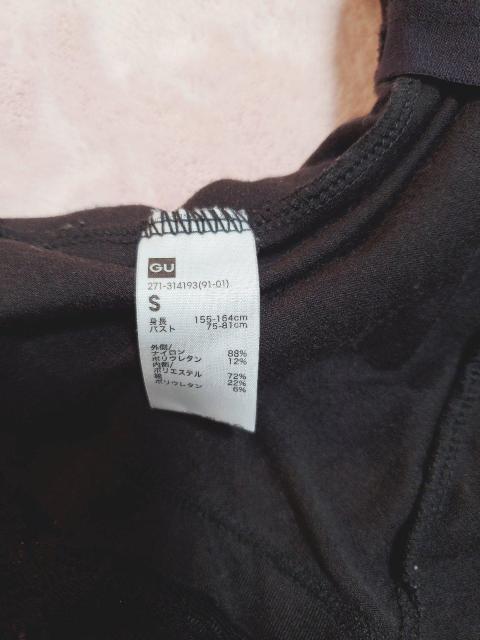 GU
271-314193(91-01)
S
身長 155-164cm
バスト 75-81cm
外側/
ナイロン 88%
ポリウレタン 12%
内側/
ポリエステル 72%
綿 22%
ポリウレタン 6%